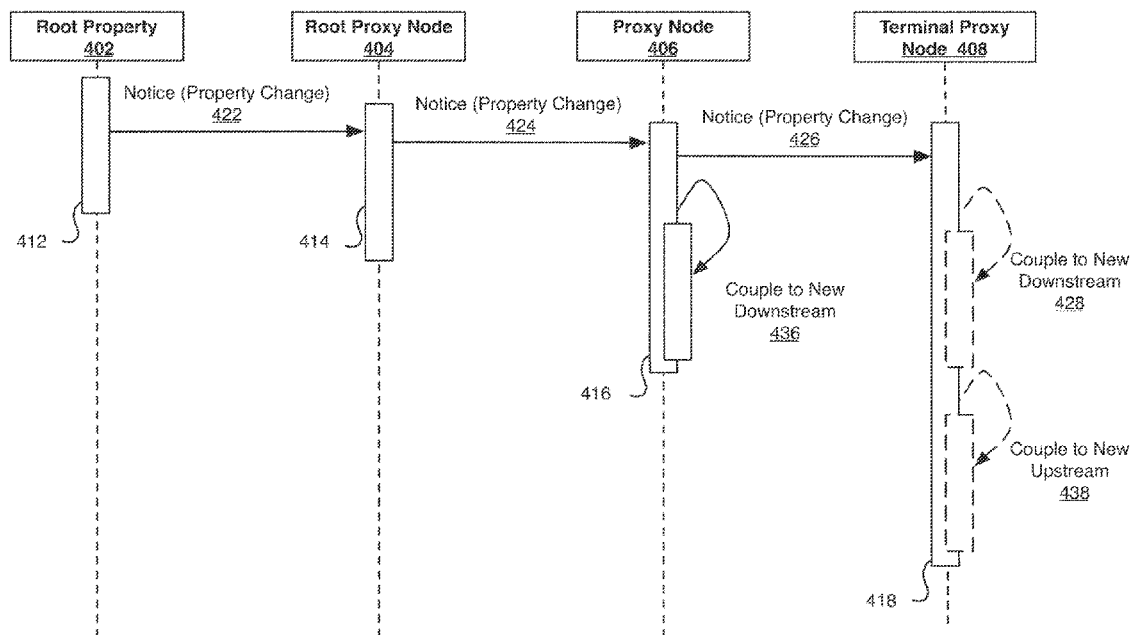 Root Property
402
Root Proxy Node
404
Proxy Node
406
Terminal Proxy
Node 408
Notice (Property Change)
422
Notice (Property Change)
424
Notice (Property Change)
426
412
414
Couple to New
Downstream
436
416
Couple to New
Downstream
428
Couple to New
Upstream
438
418